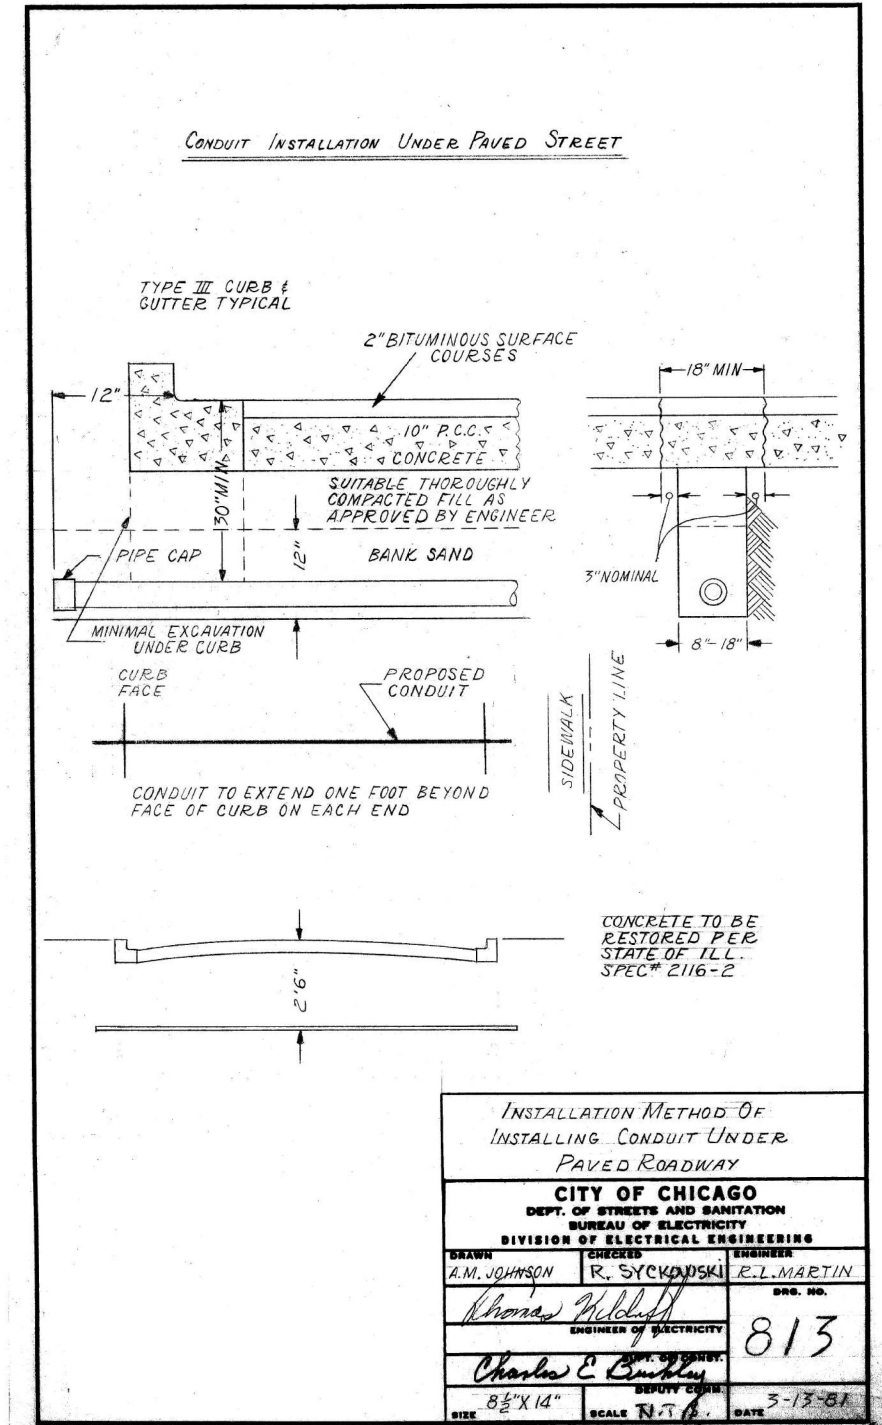 CONDUIT INSTALLATION UNDER PAVED STREET
TYPE III CURB &
GUTTER TYPICAL
2" BITUMINOUS SURFACE
COURSES
12"
18" MIN
10" P.C.C.
CONCRETE
30" MIN
SUITABLE THOROUGHLY
COMPACTED FILL AS
APPROVED BY ENGINEER
PIPE CAP
12"
BANK SAND
3" NOMINAL
MINIMAL EXCAVATION
UNDER CURB
8"-18"
CURB
FACE
PROPOSED
CONDUIT
SIDEWALK
PROPERTY LINE
CONDUIT TO EXTEND ONE FOOT BEYOND
FACE OF CURB ON EACH END
CONCRETE TO BE
RESTORED PER
STATE OF ILL.
SPEC# 2116-2
2'6"
INSTALLATION METHOD OF
INSTALLING CONDUIT UNDER
PAVED ROADWAY
CITY OF CHICAGO
DEPT. OF STREETS AND SANITATION
BUREAU OF ELECTRICITY
DIVISION OF ELECTRICAL ENGINEERING
DRAWN CHECKED ENGINEER
A.M. JOHNSON R. SYCKOWSKI R.L. MARTIN
DRG. NO.
Thomas
ENGINEER OF ELECTRICITY
813
SUPT. OF CONST.
Charles E
DEPUTY COMM.
SIZE 8½" X 14" SCALE N.T.S. DATE 3-13-81